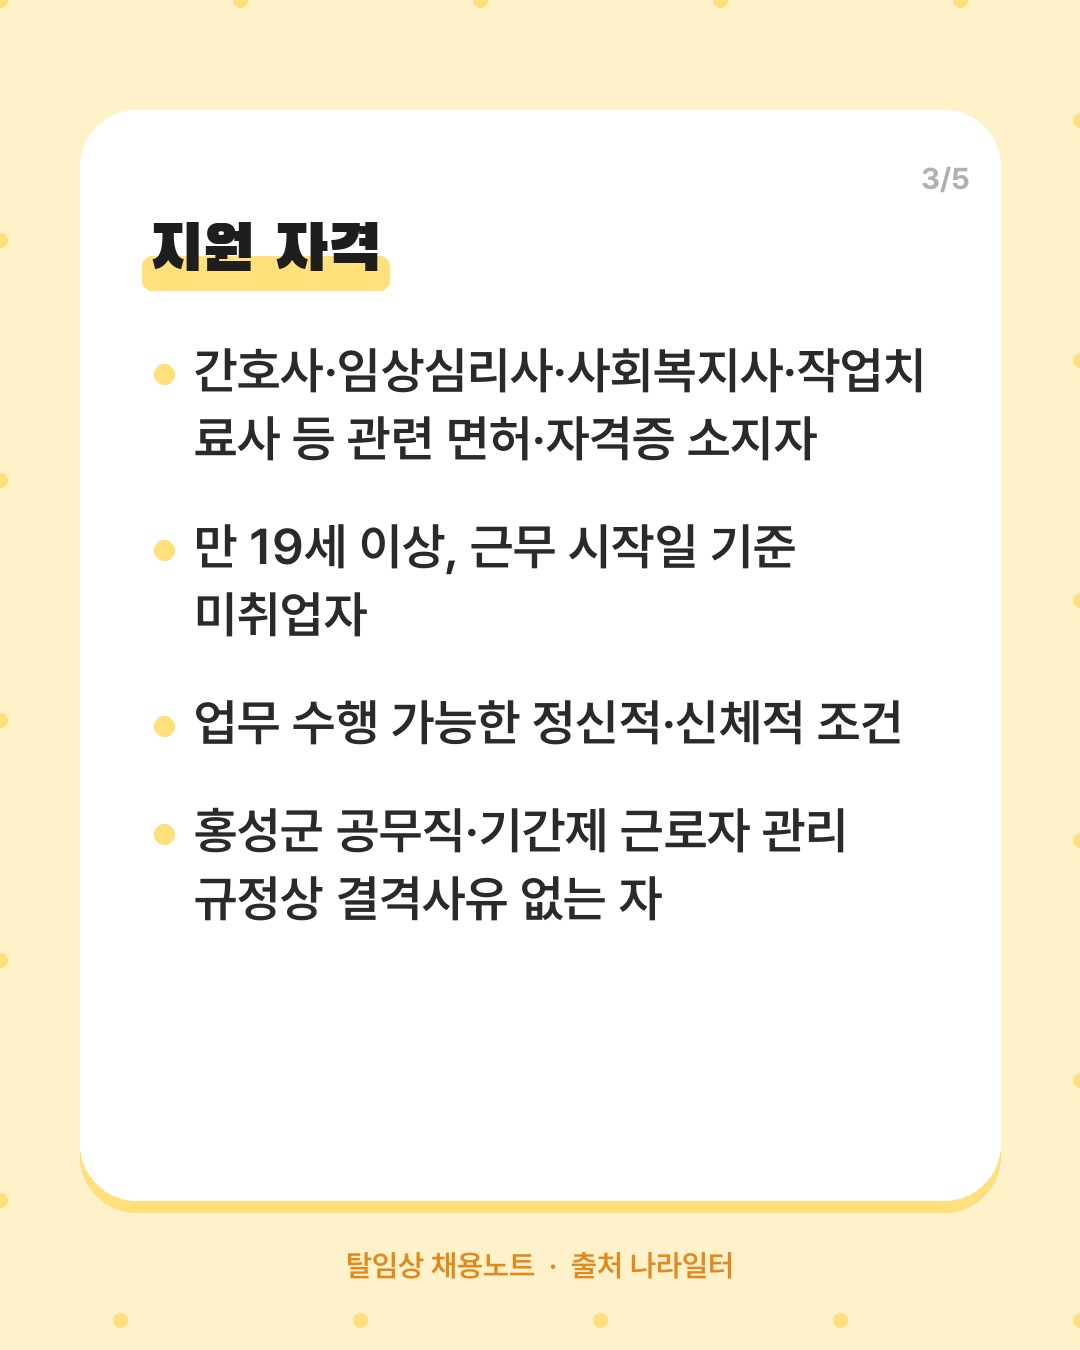 3/5
지원 자격
간호사·임상심리사·사회복지사·작업치
료사 등 관련 면허·자격증 소지자
만 19세 이상, 근무 시작일 기준
미취업자
업무 수행 가능한 정신적·신체적 조건
홍성군 공무직·기간제 근로자 관리
규정상 결격사유 없는 자
탈임상 채용노트 · 출처 나라일터